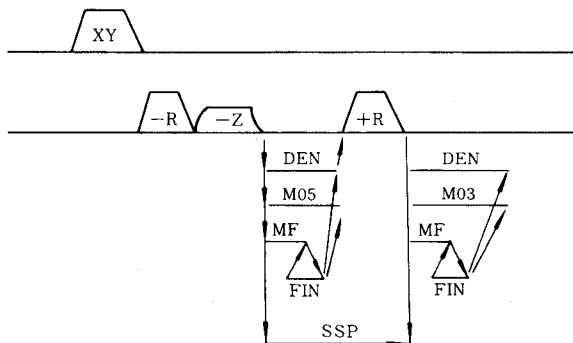 XY
−R −Z +R
DEN DEN
M05 M03
MF MF
FIN FIN
SSP